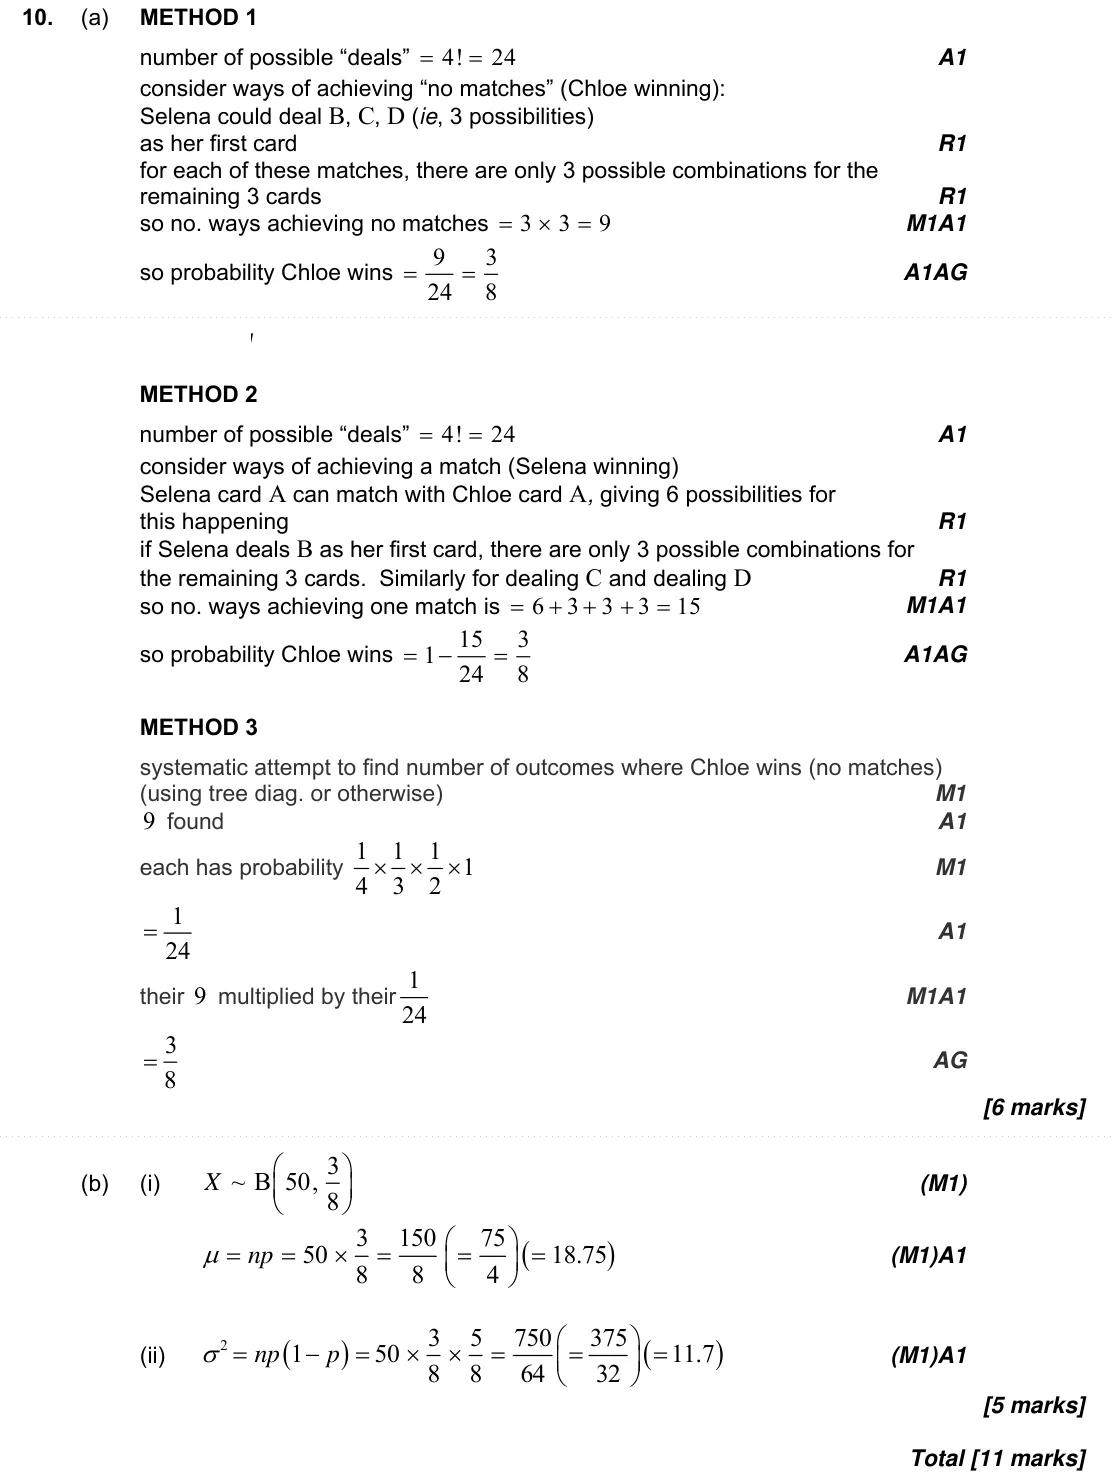 10. (a) METHOD 1
number of possible “deals” = 4! = 24 A1
consider ways of achieving “no matches” (Chloe winning):
Selena could deal B, C, D (ie, 3 possibilities)
as her first card R1
for each of these matches, there are only 3 possible combinations for the
remaining 3 cards R1
so no. ways achieving no matches = 3 × 3 = 9 M1A1
so probability Chloe wins = 9/24 = 3/8 A1AG
METHOD 2
number of possible “deals” = 4! = 24 A1
consider ways of achieving a match (Selena winning)
Selena card A can match with Chloe card A, giving 6 possibilities for
this happening R1
if Selena deals B as her first card, there are only 3 possible combinations for
the remaining 3 cards. Similarly for dealing C and dealing D R1
so no. ways achieving one match is = 6 + 3 + 3 + 3 = 15 M1A1
so probability Chloe wins = 1 − 15/24 = 3/8 A1AG
METHOD 3
systematic attempt to find number of outcomes where Chloe wins (no matches)
(using tree diag. or otherwise) M1
9 found A1
each has probability 1/4 × 1/3 × 1/2 × 1 M1
= 1/24 A1
their 9 multiplied by their 1/24 M1A1
= 3/8 AG
[6 marks]
(b) (i) X ~ B(50, 3/8) (M1)
μ = np = 50 × 3/8 = 150/8 (= 75/4) (= 18.75) (M1)A1
(ii) σ² = np(1 − p) = 50 × 3/8 × 5/8 = 750/64 (= 375/32) (= 11.7) (M1)A1
[5 marks]
Total [11 marks]